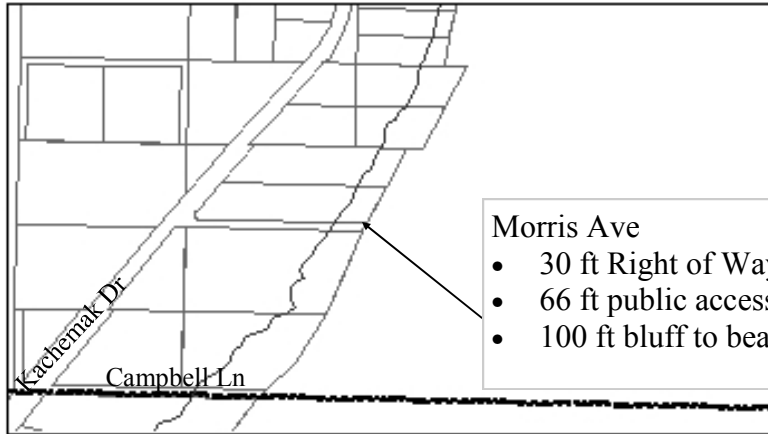 Morris Ave
• 30 ft Right of Way
• 66 ft public access
• 100 ft bluff to
Kachemak Dr
Campbell Ln